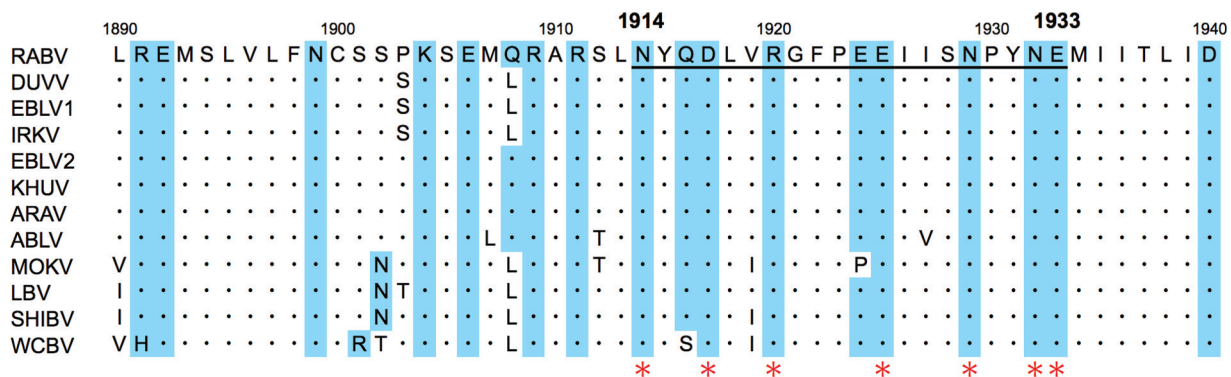 1890 1900 1910 1914 1920 1930 1933 1940
RABV L R E M S L V L F N C S S P K S E M Q R A R S L N Y Q D L V R G F P E E I I S N P Y N E M I I T L I D
DUVV · · · · · · · · · · · · · S · · · · L · · · · · · · · · · · · · · · · · · · · · · · · · · · · · · · ·
EBLV1 · · · · · · · · · · · · · S · · · · L · · · · · · · · · · · · · · · · · · · · · · · · · · · · · · · ·
IRKV · · · · · · · · · · · · · S · · · · L · · · · · · · · · · · · · · · · · · · · · · · · · · · · · · · ·
EBLV2 · · · · · · · · · · · · · · · · · · · · · · · · · · · · · · · · · · · · · · · · · · · · · · · · · · ·
KHUV · · · · · · · · · · · · · · · · · · · · · · · · · · · · · · · · · · · · · · · · · · · · · · · · · · ·
ARAV · · · · · · · · · · · · · · · · · · · · · · · · · · · · · · · · · · · · · · · · · · · · · · · · · · ·
ABLV · · · · · · · · · · · · · · · · · L · · · · T · · · · · · · · · · · · · · V · · · · · · · · · · · · ·
MOKV V · · · · · · · · · · · N · · · · · L · · · T · · · · · · I · · · · P · · · · · · · · · · · · · · · ·
LBV I · · · · · · · · · · · N T · · · · L · · · · · · · · · · · · · · · · · · · · · · · · · · · · · · · ·
SHIBV I · · · · · · · · · · · N · · · · · L · · · · · · · · · · I · · · · · · · · · · · · · · · · · · · · ·
WCBV V H · · · · · · · · · R T · · · · · L · · · · · · · S · · I · · · · · · · · · · · · · · · · · · · · ·
* * * * * * *